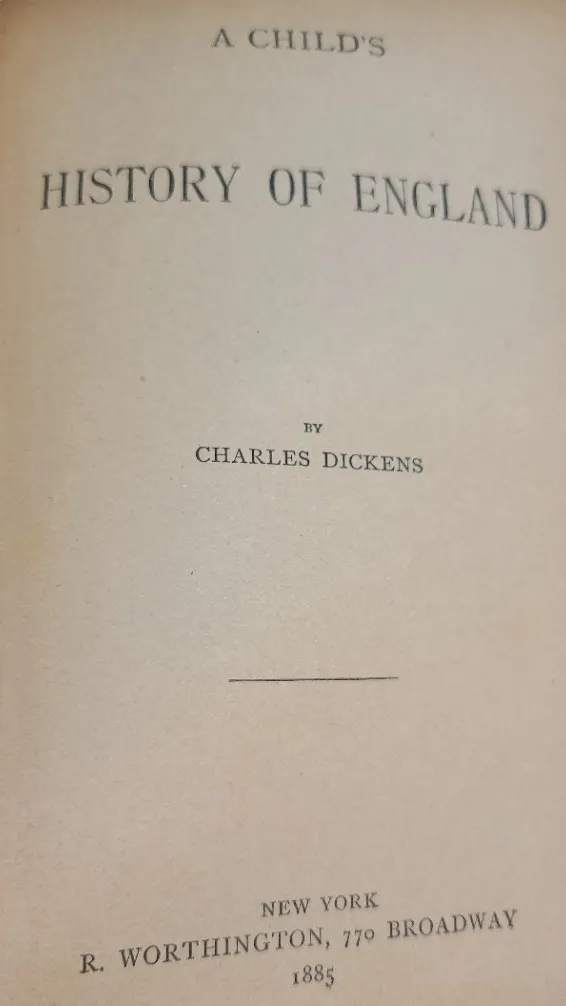 A CHILD'S
HISTORY OF ENGLAND
BY
CHARLES DICKENS
NEW YORK
R. WORTHINGTON, 770 BROADWAY
1885